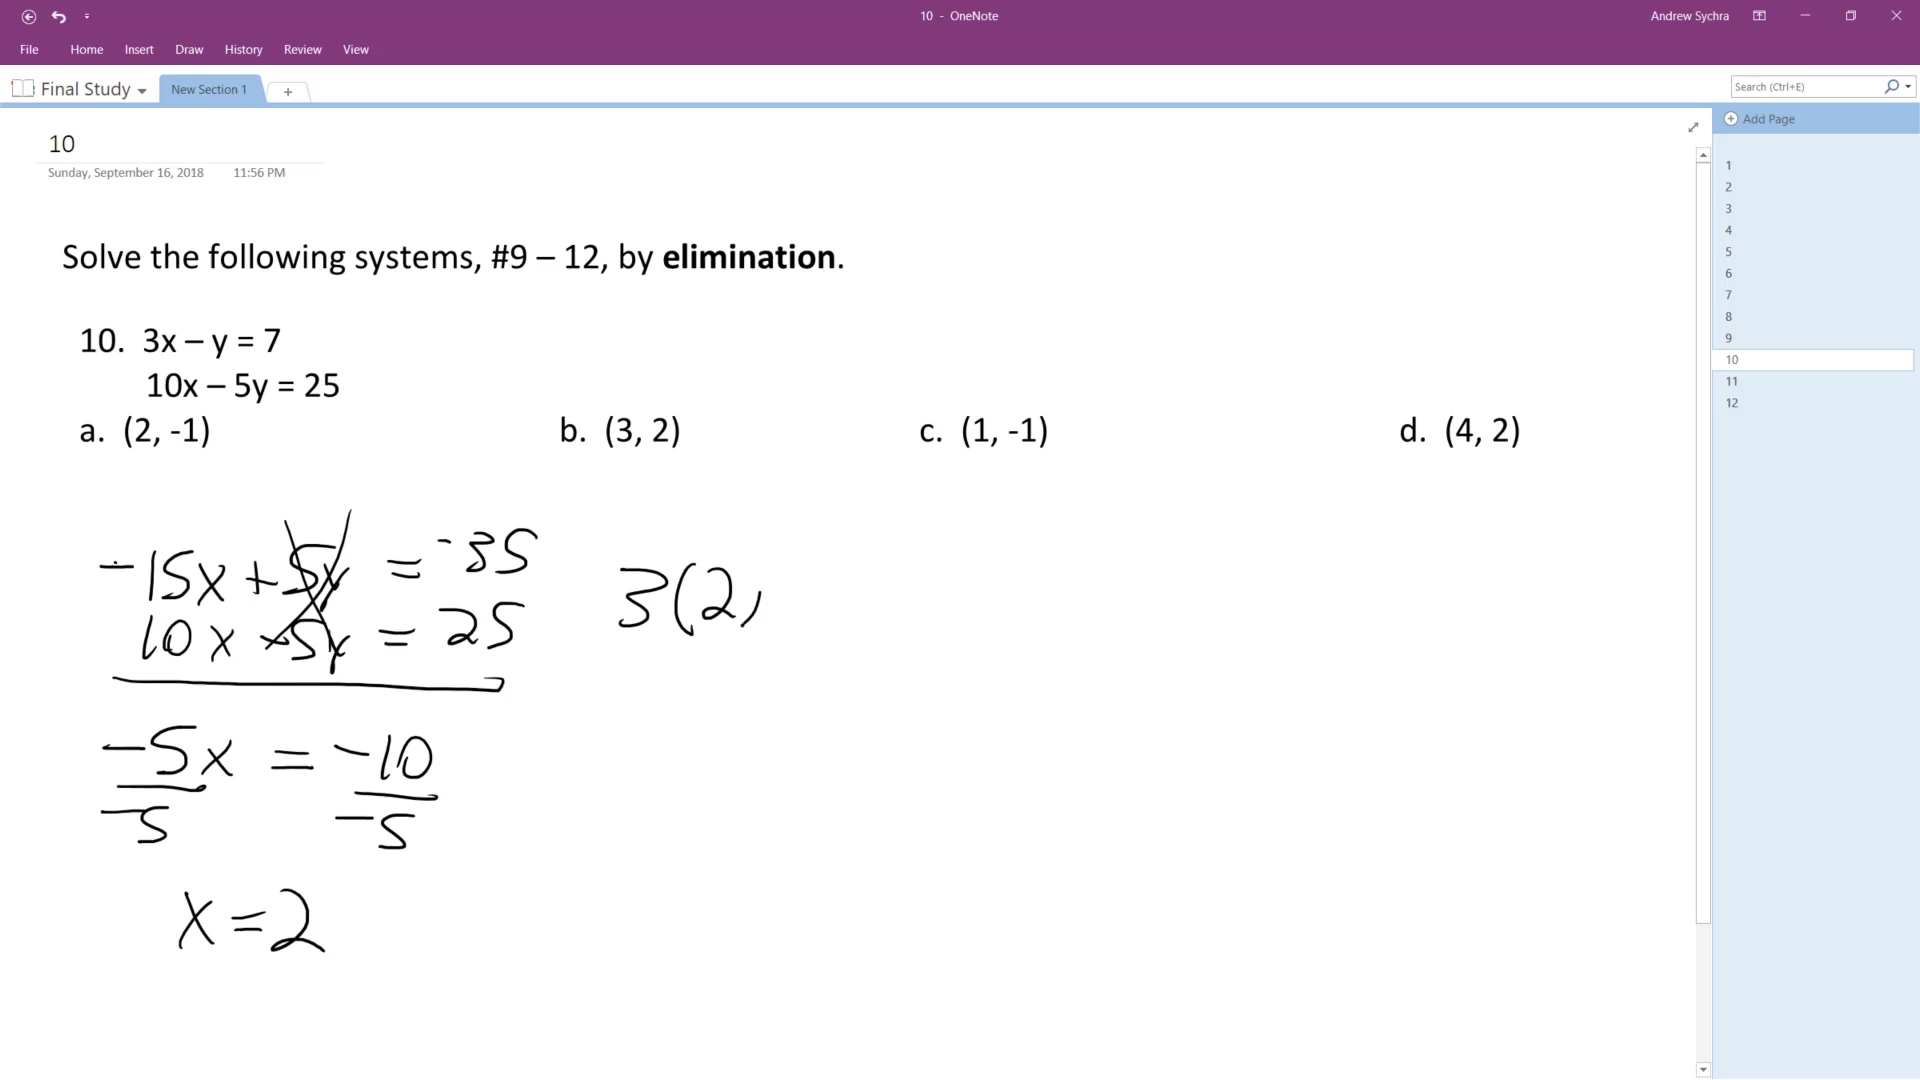 10 - OneNote
Andrew Sychra
File Home Insert Draw History Review View
Final Study
New Section 1
+
Search (Ctrl+E)
Add Page
10
Sunday, September 16, 2018 11:56 PM
Solve the following systems, #9 – 12, by elimination.
10. 3x – y = 7
10x – 5y = 25
a. (2, -1) b. (3, 2) c. (1, -1) d. (4, 2)
-15x + 5y = -35
10x - 5y = 25
3(2)
-5x = -10
-5 -5
x = 2
1
2
3
4
5
6
7
8
9
10
11
12